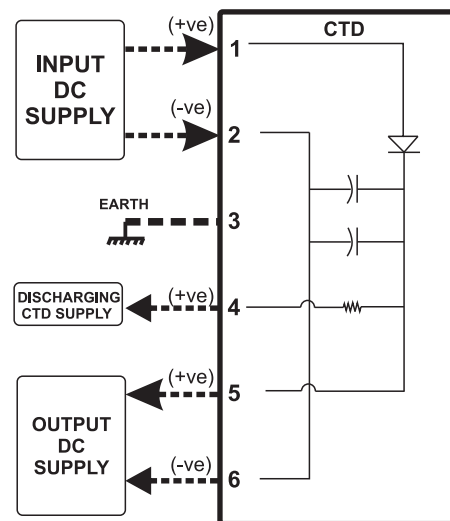 CTD
INPUT
DC
SUPPLY
(+ve)
1
(-ve)
2
EARTH
3
DISCHARGING
CTD SUPPLY
(+ve)
4
OUTPUT
DC
SUPPLY
(+ve)
5
(-ve)
6